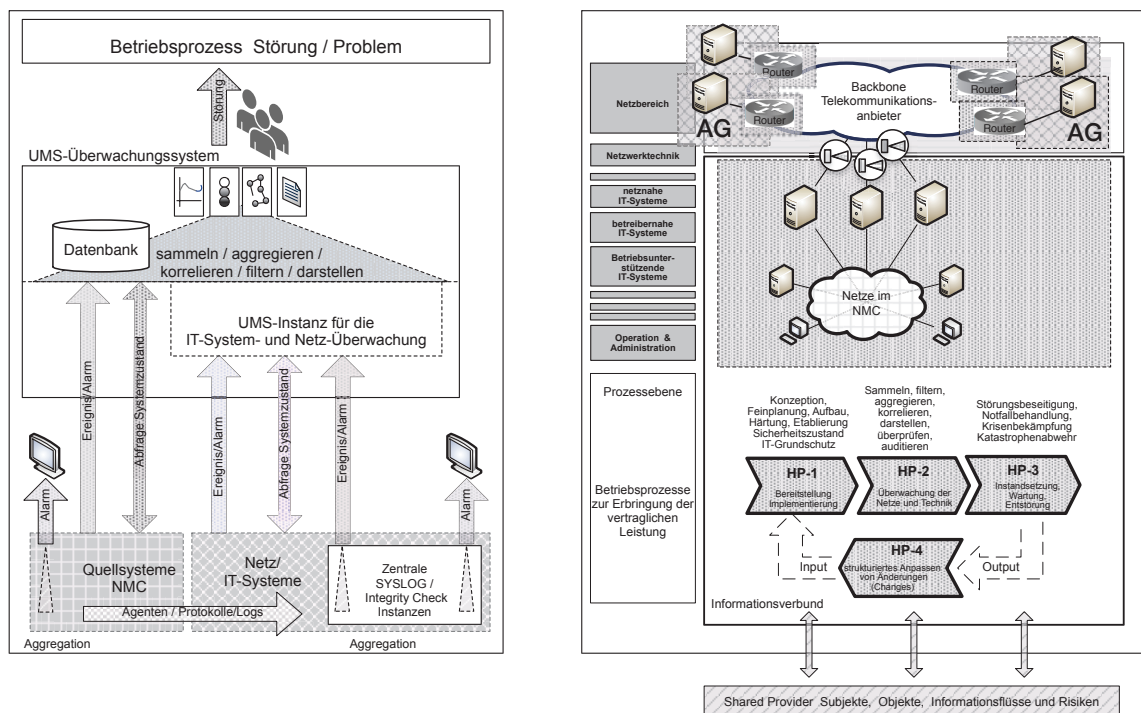 Betriebsprozess Störung / Problem
Störung
UMS-Überwachungssystem
Datenbank
sammeln / aggregieren /
korrelieren / filtern / darstellen
UMS-Instanz für die
IT-System- und Netz-Überwachung
Ereignis/Alarm
Abfrage Systemzustand
Ereignis/Alarm
Abfrage Systemzustand
Ereignis/Alarm
Alarm
Alarm
Quellsysteme
NMC
Netz/
IT-Systeme
Zentrale
SYSLOG /
Integrity Check
Instanzen
Agenten / Protokolle/Logs
Aggregation
Aggregation
Netzbereich
Router
Router
AG
Backbone
Telekommunikations-
anbieter
Router
Router
AG
Netzwerktechnik
netznahe
IT-Systeme
betreibernahe
IT-Systeme
Betriebsunter-
stützende
IT-Systeme
Operation &
Administration
Netze im
NMC
Prozessebene
Betriebsprozesse
zur Erbringung der
vertraglichen
Leistung
Konzeption,
Feinplanung, Aufbau,
Härtung, Etablierung
Sicherheitszustand
IT-Grundschutz
Sammeln, filtern,
aggregieren,
korrelieren,
darstellen,
überprüfen,
auditieren
Störungsbeseitigung,
Notfallbehandlung,
Krisenbekämpfung
Katastrophenabwehr
HP-1
Bereitstellung
Implementierung
HP-2
Überwachung der
Netze und Technik
HP-3
Instandsetzung,
Wartung,
Entstörung
HP-4
strukturiertes Anpassen
von Änderungen
(Changes)
Input
Output
Informationsverbund
Shared Provider Subjekte, Objekte, Informationsflüsse und Risiken